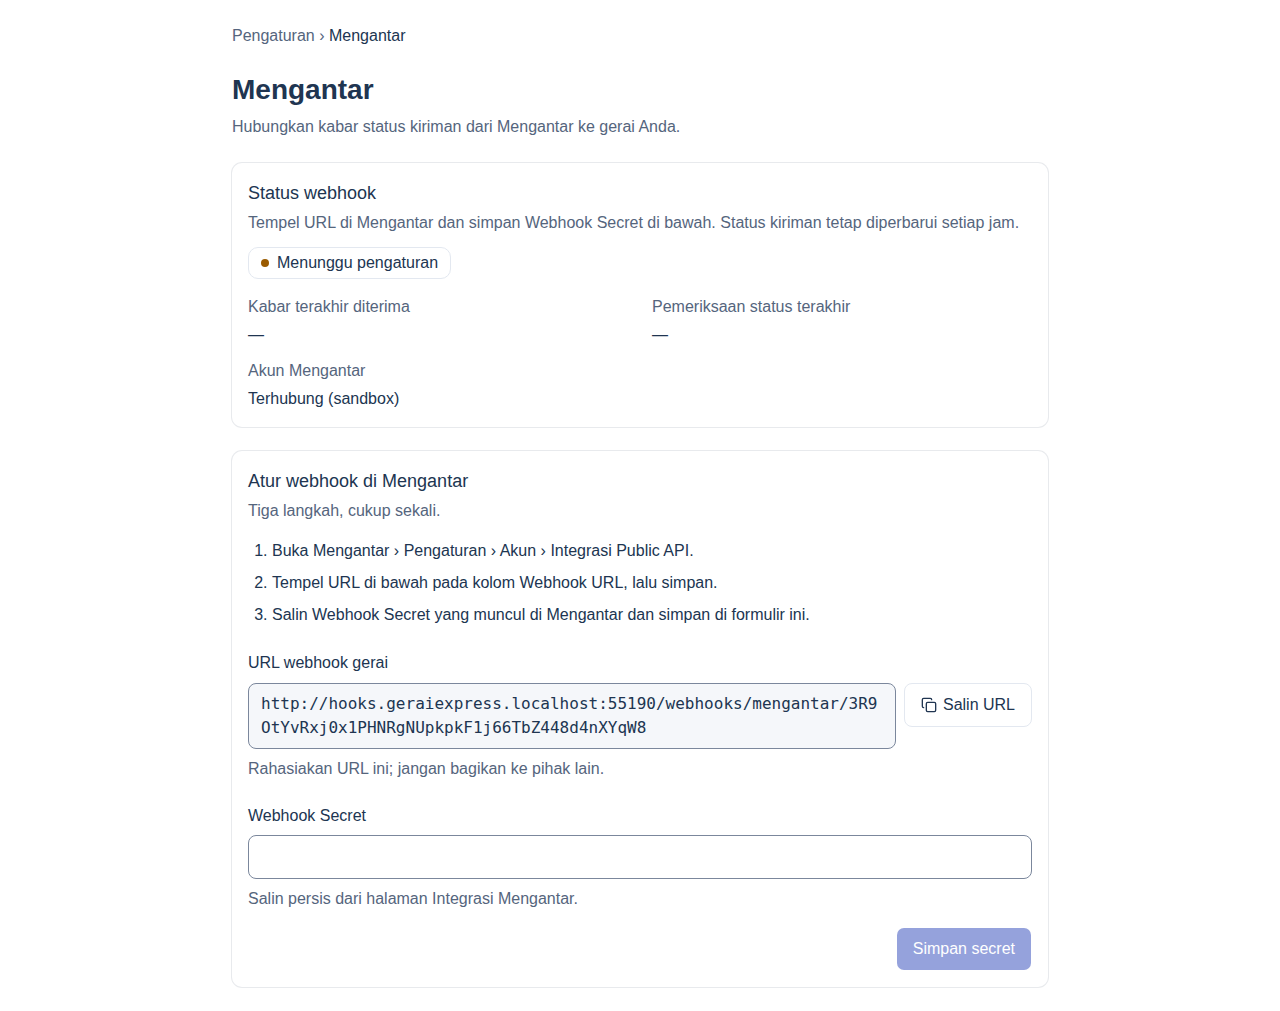 Pengaturan › Mengantar
Mengantar
Hubungkan kabar status kiriman dari Mengantar ke gerai Anda.
Status webhook
Tempel URL di Mengantar dan simpan Webhook Secret di bawah. Status kiriman tetap diperbarui setiap jam.
Menunggu pengaturan
Kabar terakhir diterima
—
Pemeriksaan status terakhir
—
Akun Mengantar
Terhubung (sandbox)
Atur webhook di Mengantar
Tiga langkah, cukup sekali.
1. Buka Mengantar › Pengaturan › Akun › Integrasi Public API.
2. Tempel URL di bawah pada kolom Webhook URL, lalu simpan.
3. Salin Webhook Secret yang muncul di Mengantar dan simpan di formulir ini.
URL webhook gerai
http://hooks.geraiexpress.localhost:55190/webhooks/mengantar/3R9
OtYvRxj0x1PHNRgNUpkpkF1j66TbZ448d4nXYqW8
Salin URL
Rahasiakan URL ini; jangan bagikan ke pihak lain.
Webhook Secret
Salin persis dari halaman Integrasi Mengantar.
Simpan secret